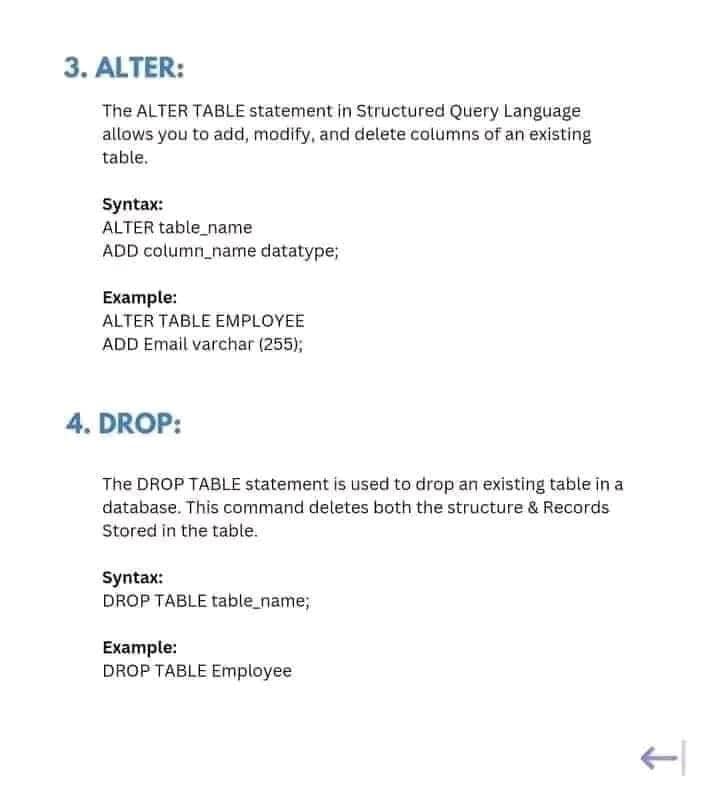 3. ALTER:
The ALTER TABLE statement in Structured Query Language
allows you to add, modify, and delete columns of an existing
table.
Syntax:
ALTER table_name
ADD column_name datatype;
Example:
ALTER TABLE EMPLOYEE
ADD Email varchar (255);
4. DROP:
The DROP TABLE statement is used to drop an existing table in a
database. This command deletes both the structure & Records
Stored in the table.
Syntax:
DROP TABLE table_name;
Example:
DROP TABLE Employee